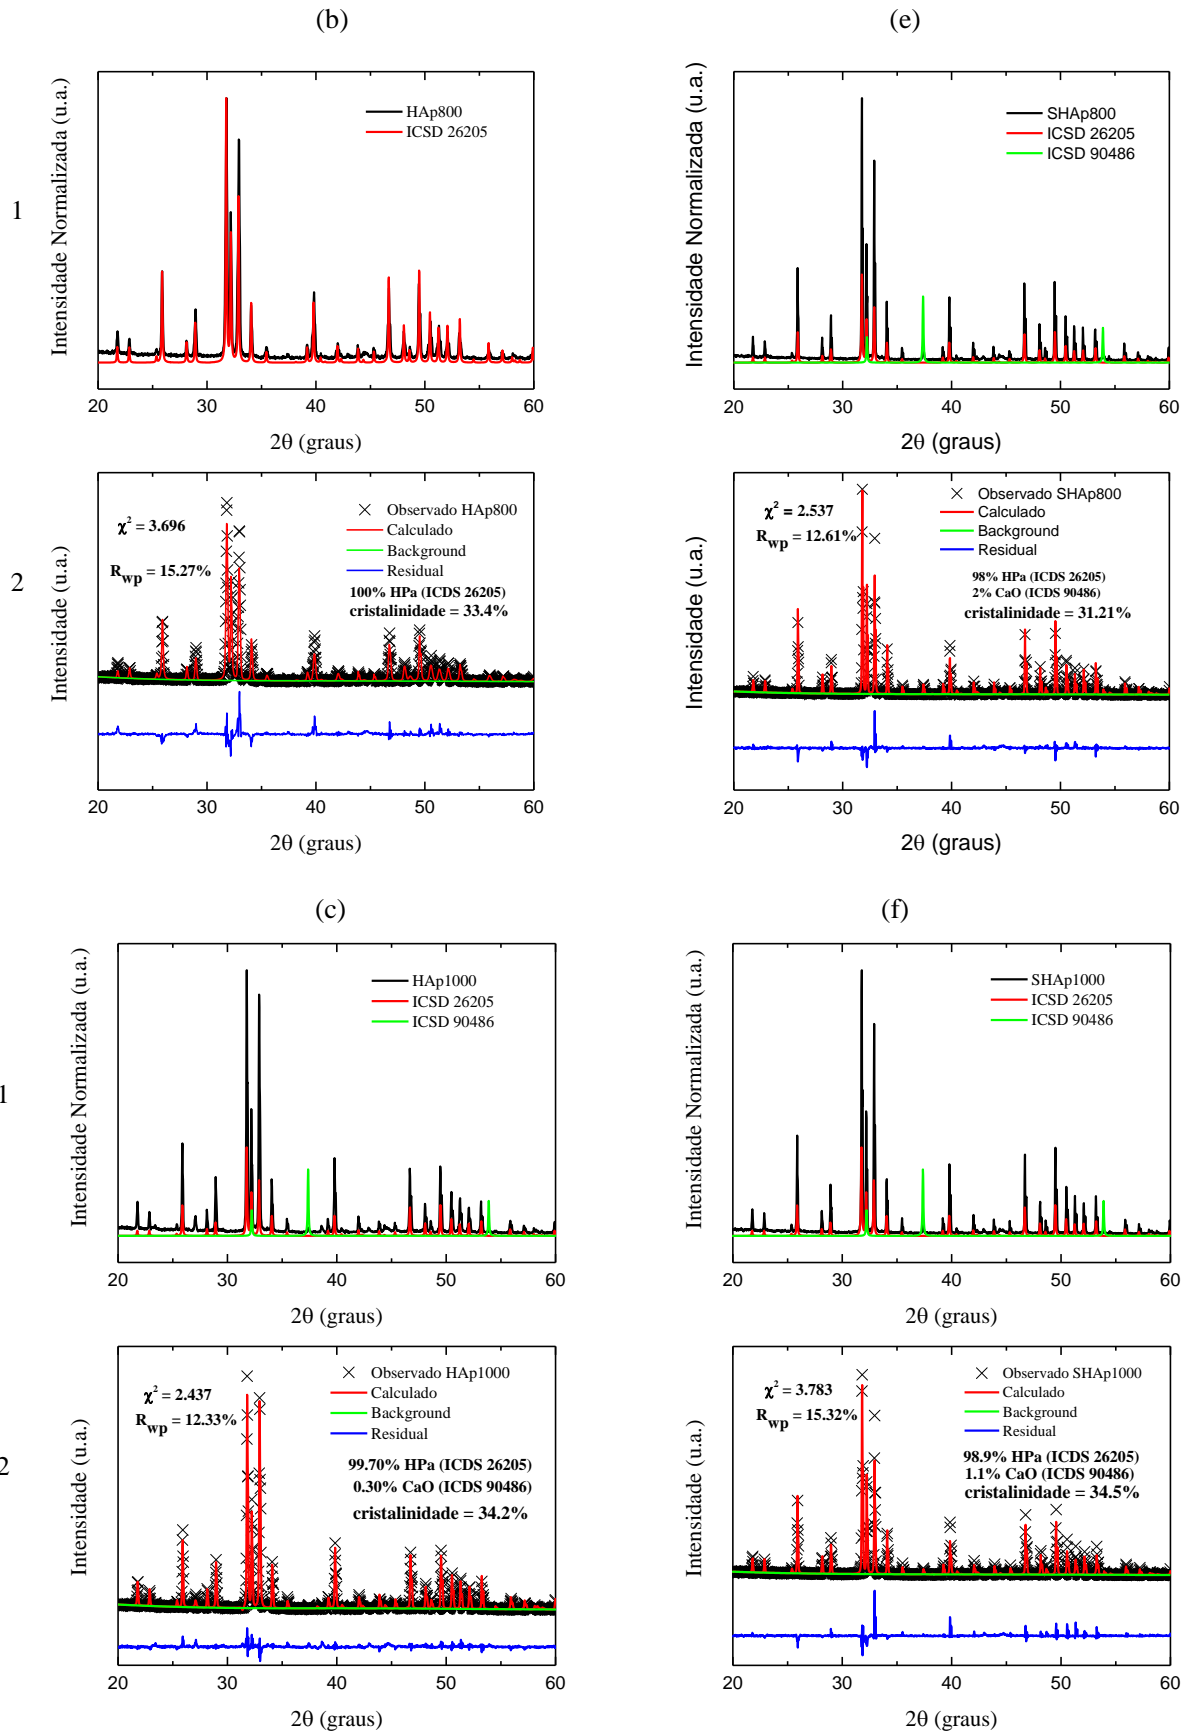 (b)
(e)
1
Intensidade Normalizada (u.a.)
HAp800
ICSD 26205
20 30 40 50 60
2θ (graus)
Intensidade Normalizada (u.a.)
SHAp800
ICSD 26205
ICSD 90486
20 30 40 50 60
2θ (graus)
2
Intensidade (u.a.)
χ² = 3.696
R_wp = 15.27%
Observado HAp800
Calculado
Background
Residual
100% HPa (ICDS 26205)
cristalinidade = 33.4%
20 30 40 50 60
2θ (graus)
Intensidade (u.a.)
χ² = 2.537
R_wp = 12.61%
Observado SHAp800
Calculado
Background
Residual
98% HPa (ICDS 26205)
2% CaO (ICDS 90486)
cristalinidade = 31.21%
20 30 40 50 60
2θ (graus)
(c)
(f)
1
Intensidade Normalizada (u.a.)
HAp1000
ICSD 26205
ICSD 90486
20 30 40 50 60
2θ (graus)
Intensidade Normalizada (u.a.)
SHAp1000
ICSD 26205
ICSD 90486
20 30 40 50 60
2θ (graus)
2
Intensidade (u.a.)
χ² = 2.437
R_wp = 12.33%
Observado HAp1000
Calculado
Background
Residual
99.70% HPa (ICDS 26205)
0.30% CaO (ICDS 90486)
cristalinidade = 34.2%
20 30 40 50 60
2θ (graus)
Intensidade (u.a.)
χ² = 3.783
R_wp = 15.32%
Observado SHAp1000
Calculado
Background
Residual
98.9% HPa (ICDS 26205)
1.1% CaO (ICDS 90486)
cristalinidade = 34.5%
20 30 40 50 60
2θ (graus)